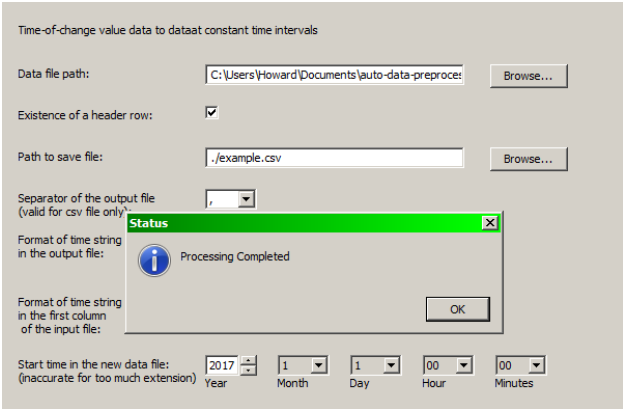 Time-of-change value data to dataat constant time intervals
Data file path:
C:\Users\Howard\Documents\auto-data-preproces
Browse...
Existence of a header row:
Path to save file:
./example.csv
Browse...
Separator of the output file
(valid for csv file only):
,
Status
Format of time string
in the output file:
Processing Completed
OK
Format of time string
in the first column
of the input file:
Start time in the new data file:
(inaccurate for too much extension)
2017
1
1
00
00
Year
Month
Day
Hour
Minutes